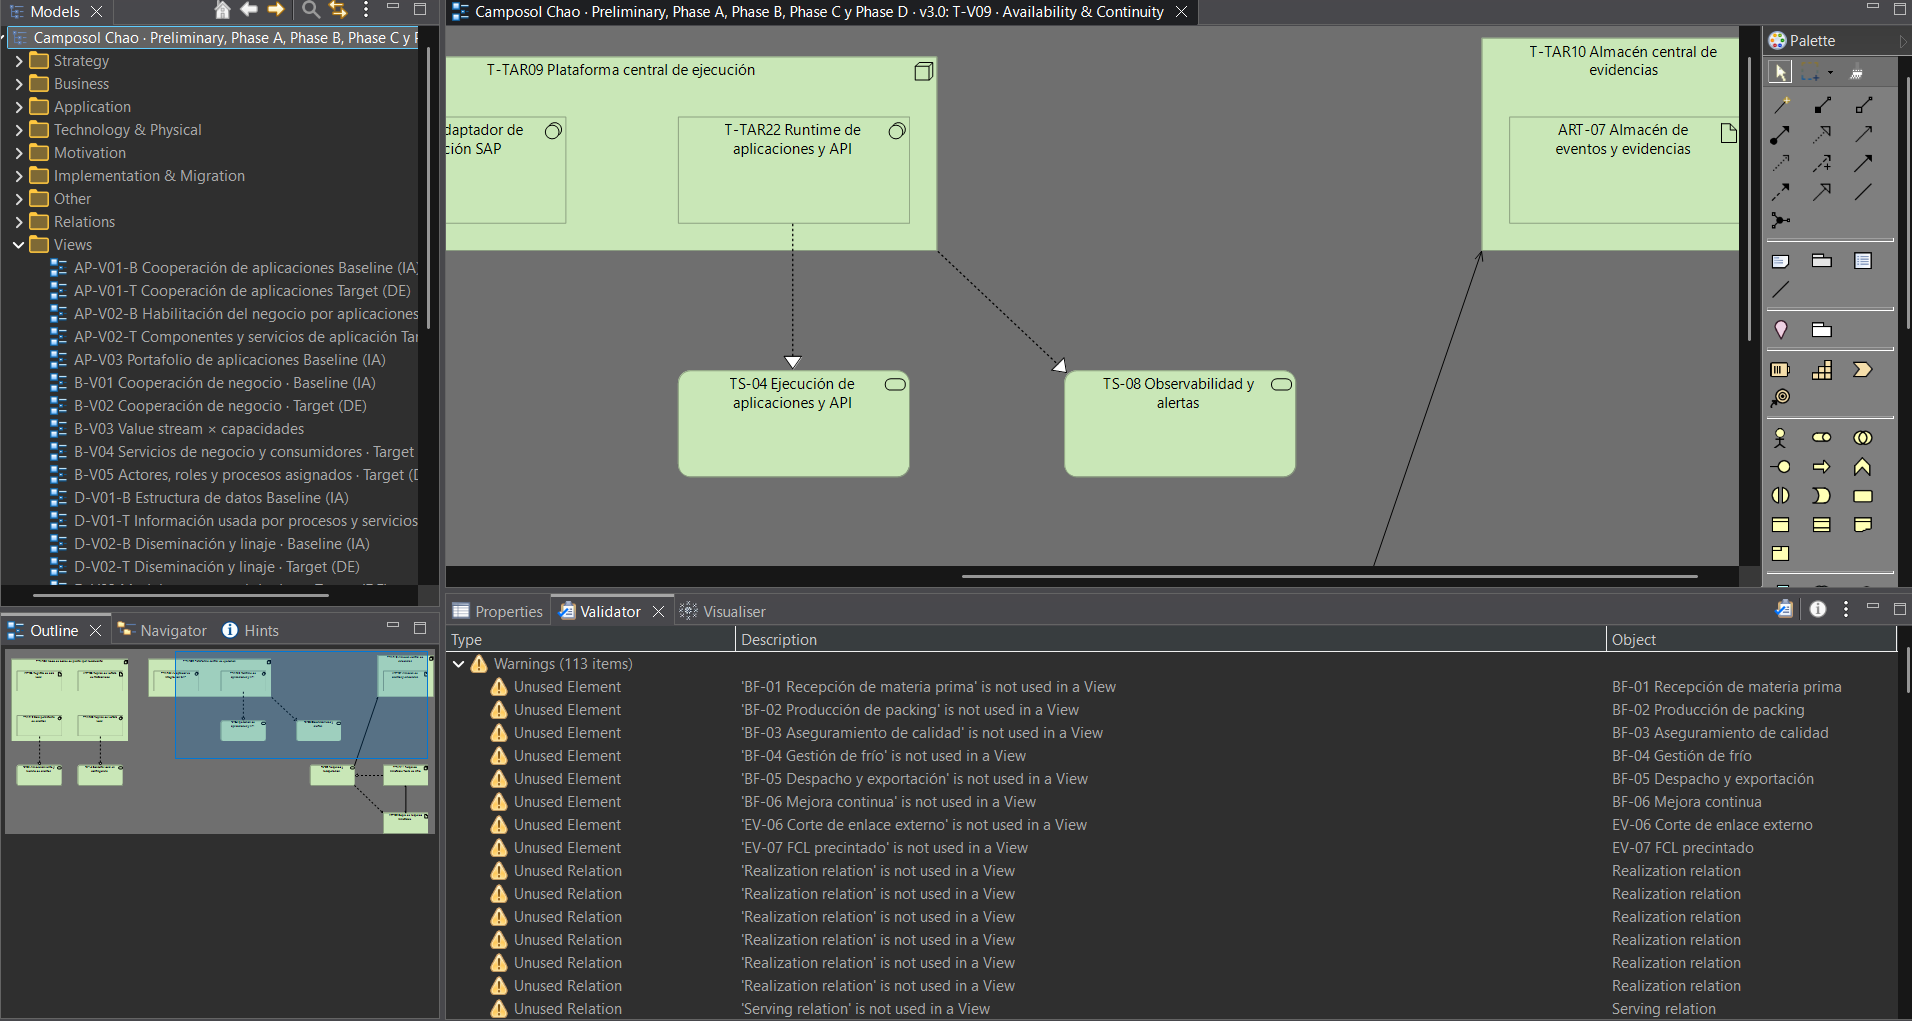 Models
Camposol Chao · Preliminary, Phase A, Phase B, Phase C y
Strategy
Business
Application
Technology & Physical
Motivation
Implementation & Migration
Other
Relations
Views
AP-V01-B Cooperación de aplicaciones Baseline (IA)
AP-V01-T Cooperación de aplicaciones Target (DE)
AP-V02-B Habilitación del negocio por aplicaciones
AP-V02-T Componentes y servicios de aplicación Tar
AP-V03 Portafolio de aplicaciones Baseline (IA)
B-V01 Cooperación de negocio · Baseline (IA)
B-V02 Cooperación de negocio · Target (DE)
B-V03 Value stream × capacidades
B-V04 Servicios de negocio y consumidores · Target
B-V05 Actores, roles y procesos asignados · Target (D
D-V01-B Estructura de datos Baseline (IA)
D-V01-T Información usada por procesos y servicios
D-V02-B Diseminación y linaje · Baseline (IA)
D-V02-T Diseminación y linaje · Target (DE)
Outline
Navigator
Hints
Camposol Chao · Preliminary, Phase A, Phase B, Phase C y Phase D · v3.0: T-V09 · Availability & Continuity
T-TAR09 Plataforma central de ejecución
daptador de
ción SAP
T-TAR22 Runtime de
aplicaciones y API
T-TAR10 Almacén central de
evidencias
ART-07 Almacén de
eventos y evidencias
TS-04 Ejecución de
aplicaciones y API
TS-08 Observabilidad y
alertas
Palette
Properties
Validator
Visualiser
Type Description Object
Warnings (113 items)
Unused Element 'BF-01 Recepción de materia prima' is not used in a View BF-01 Recepción de materia prima
Unused Element 'BF-02 Producción de packing' is not used in a View BF-02 Producción de packing
Unused Element 'BF-03 Aseguramiento de calidad' is not used in a View BF-03 Aseguramiento de calidad
Unused Element 'BF-04 Gestión de frío' is not used in a View BF-04 Gestión de frío
Unused Element 'BF-05 Despacho y exportación' is not used in a View BF-05 Despacho y exportación
Unused Element 'BF-06 Mejora continua' is not used in a View BF-06 Mejora continua
Unused Element 'EV-06 Corte de enlace externo' is not used in a View EV-06 Corte de enlace externo
Unused Element 'EV-07 FCL precintado' is not used in a View EV-07 FCL precintado
Unused Relation 'Realization relation' is not used in a View Realization relation
Unused Relation 'Realization relation' is not used in a View Realization relation
Unused Relation 'Realization relation' is not used in a View Realization relation
Unused Relation 'Realization relation' is not used in a View Realization relation
Unused Relation 'Realization relation' is not used in a View Realization relation
Unused Relation 'Realization relation' is not used in a View Realization relation
Unused Relation 'Serving relation' is not used in a View Serving relation